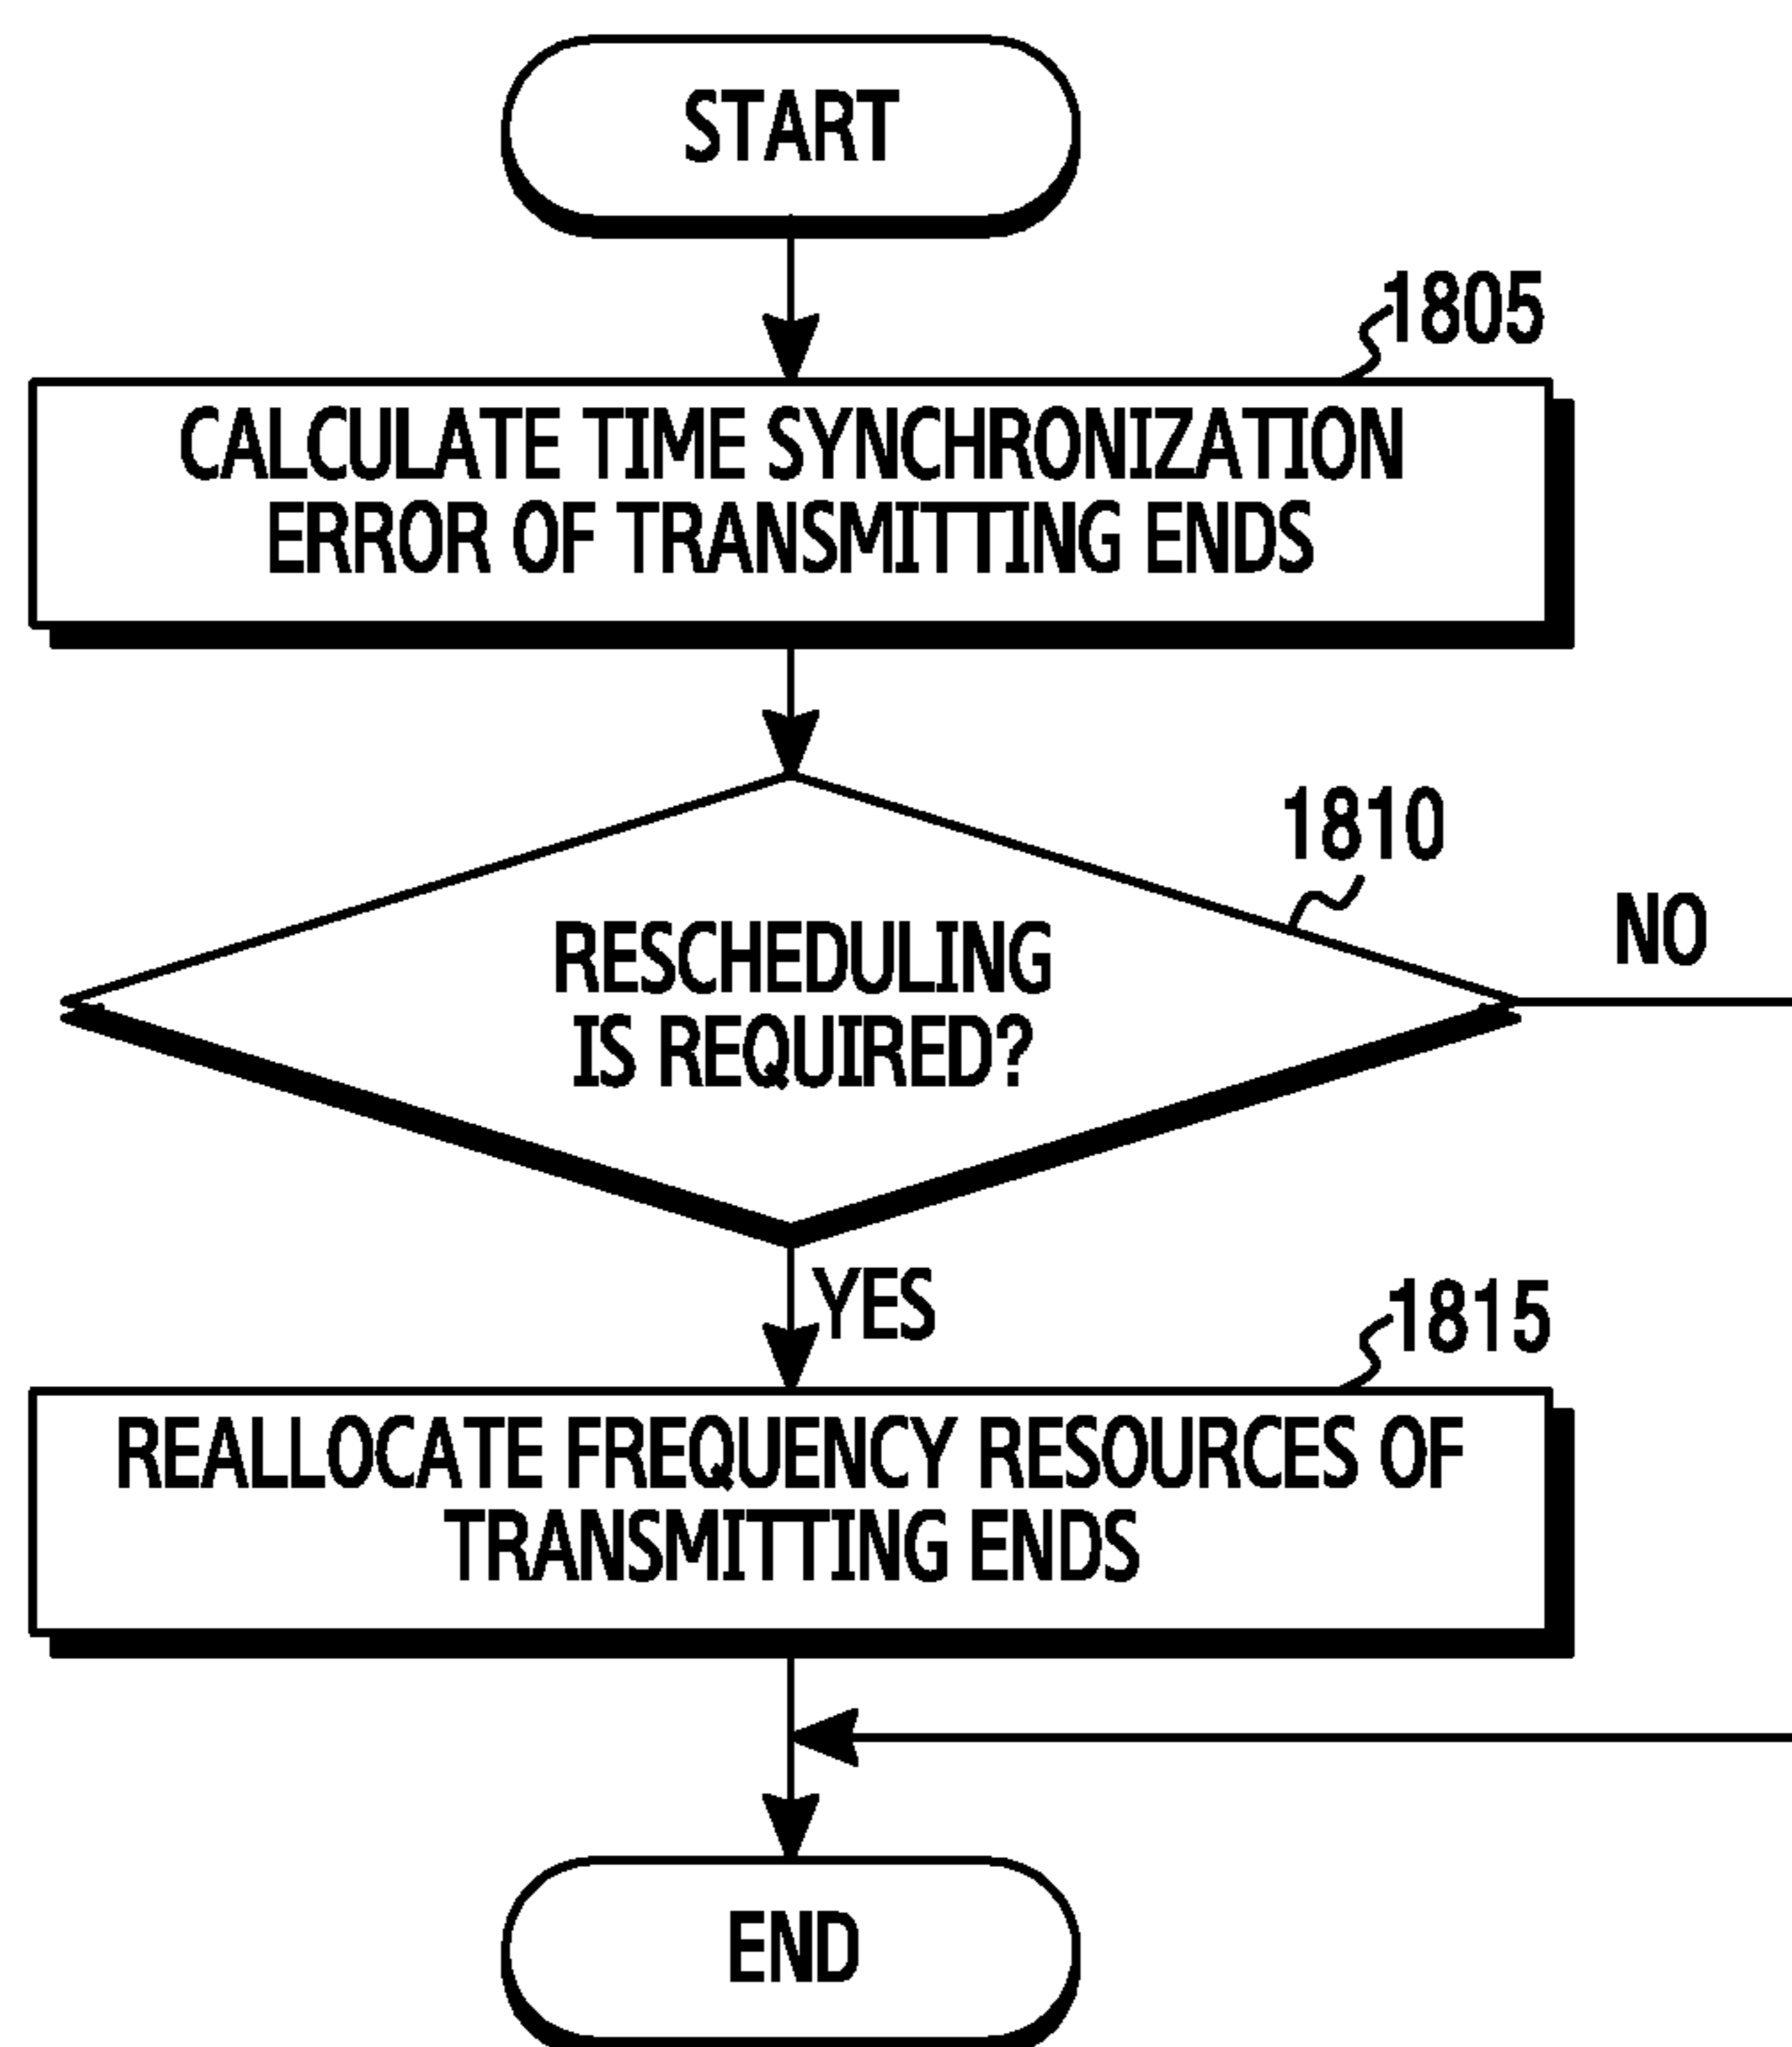 START
1805
CALCULATE TIME SYNCHRONIZATION
ERROR OF TRANSMITTING ENDS
1810
NO
RESCHEDULING
IS REQUIRED?
YES
1815
REALLOCATE FREQUENCY RESOURCES OF
TRANSMITTING ENDS
END